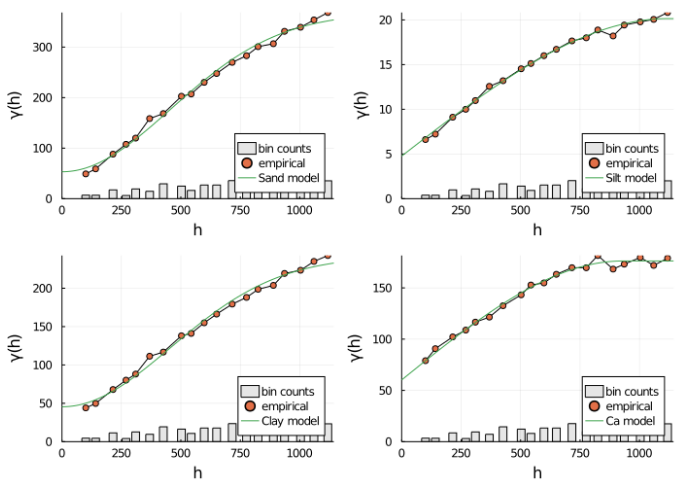 300
200
100
0
γ(h)
bin counts
empirical
Sand model
0 250 500 750 1000
h
20
15
10
5
0
γ(h)
bin counts
empirical
Silt model
0 250 500 750 1000
h
200
150
100
50
0
γ(h)
bin counts
empirical
Clay model
0 250 500 750 1000
h
150
100
50
0
γ(h)
bin counts
empirical
Ca model
0 250 500 750 1000
h